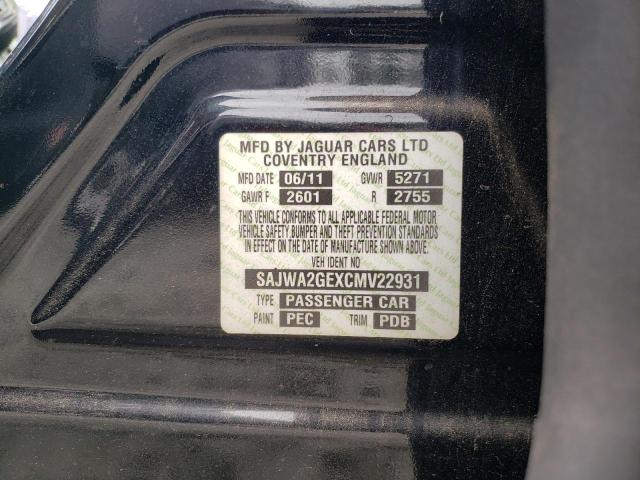 MFD BY JAGUAR CARS LTD
COVENTRY ENGLAND
MFD DATE 06/11 GVWR 5271
GAWR F 2601 R 2755
THIS VEHICLE CONFORMS TO ALL APPLICABLE FEDERAL MOTOR
VEHICLE SAFETY,BUMPER AND THEFT PREVENTION STANDARDS
IN EFFECT ON THE DATE OF MANUFACTURE SHOWN ABOVE.
VEH IDENT NO
SAJWA2GEXCMV22931
TYPE PASSENGER CAR
PAINT PEC TRIM PDB